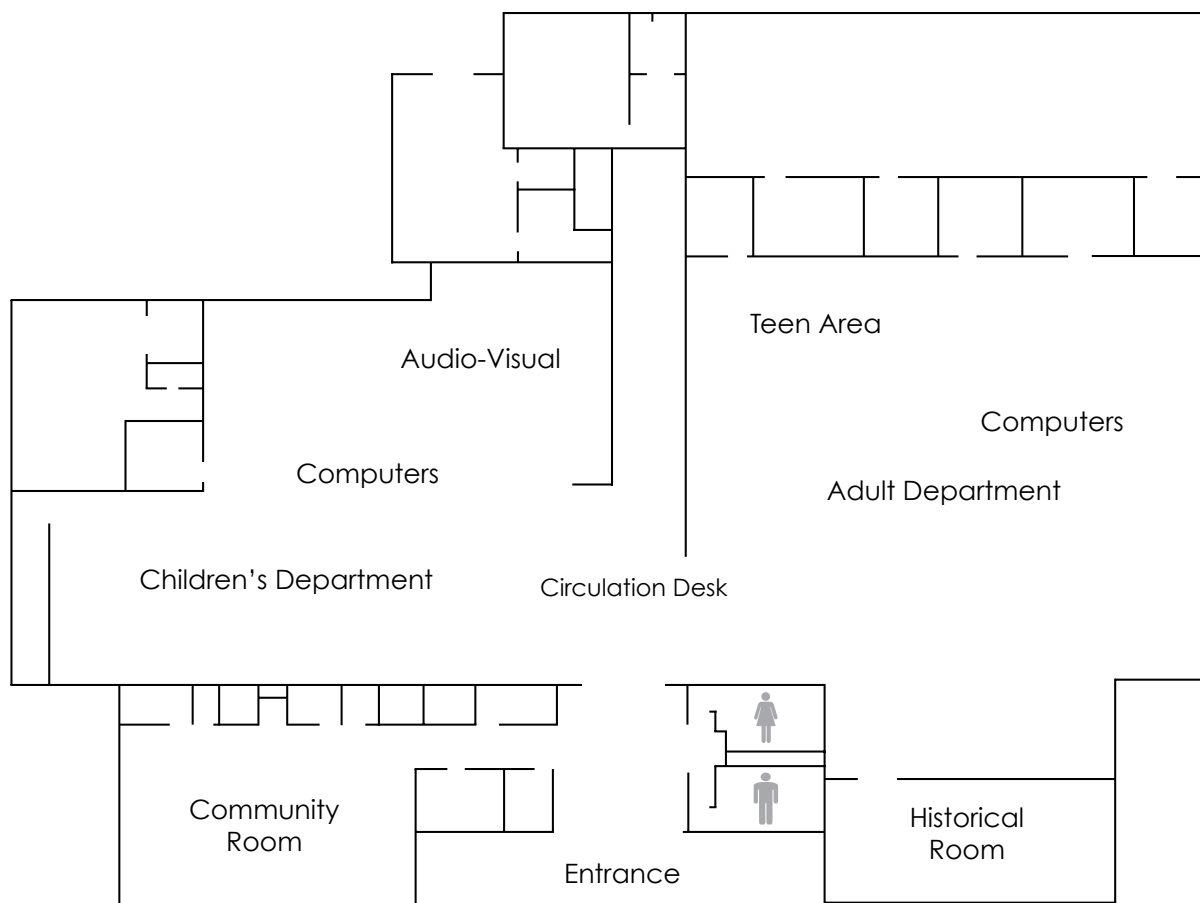 Teen Area
Audio-Visual
Computers
Computers
Adult Department
Children’s Department
Circulation Desk
Community
Room
Historical
Room
Entrance